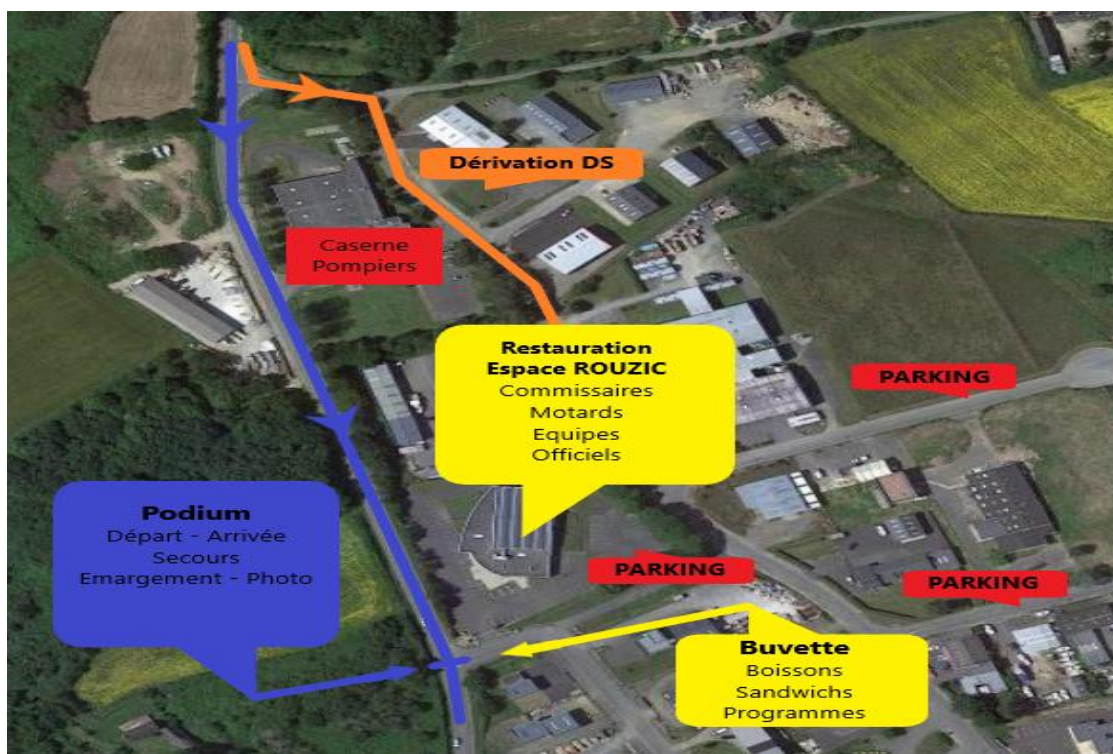 Dérivation DS
Caserne
Pompiers
Restauration
Espace ROUZIC
Commissaires
Motards
Equipes
Officiels
PARKING
Podium
Départ - Arrivée
Secours
Emargement - Photo
PARKING
PARKING
Buvette
Boissons
Sandwichs
Programmes